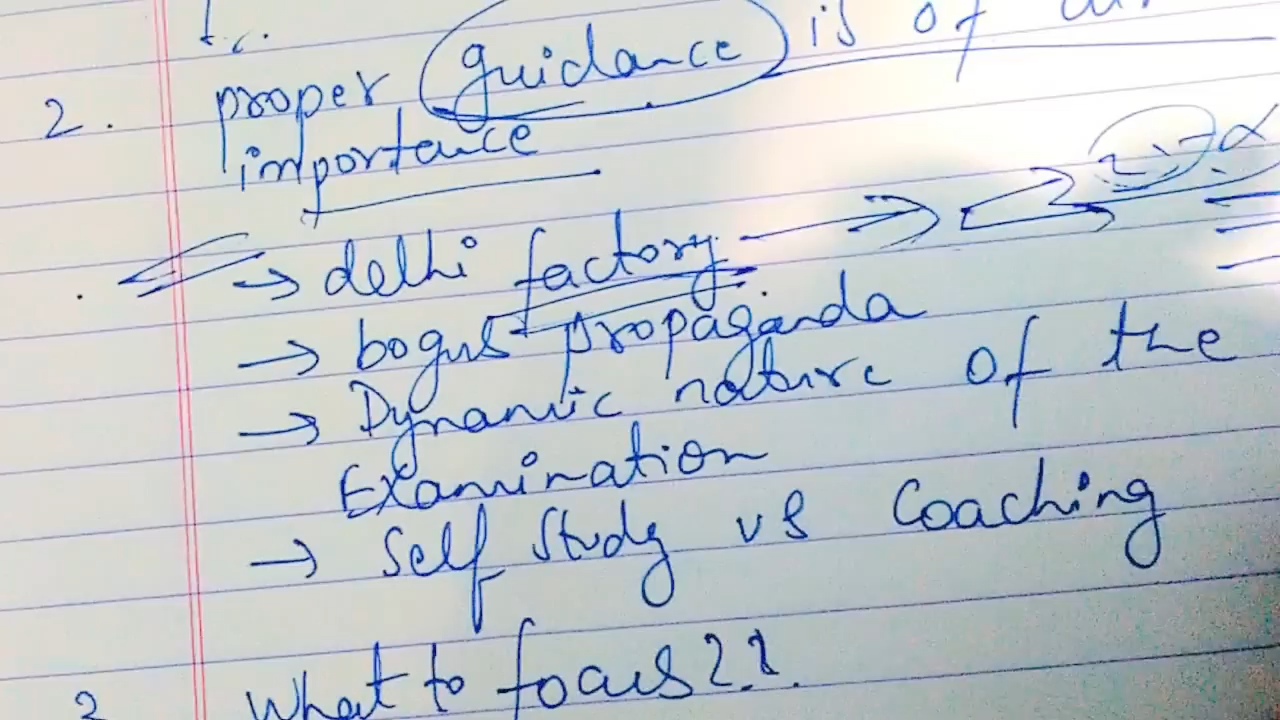 2. proper guidance is of
importance
→ delhi factory →
→ bogus propaganda
→ Dynamic nature of the
Examination
→ Self Study vs Coaching
3 What to focus??.